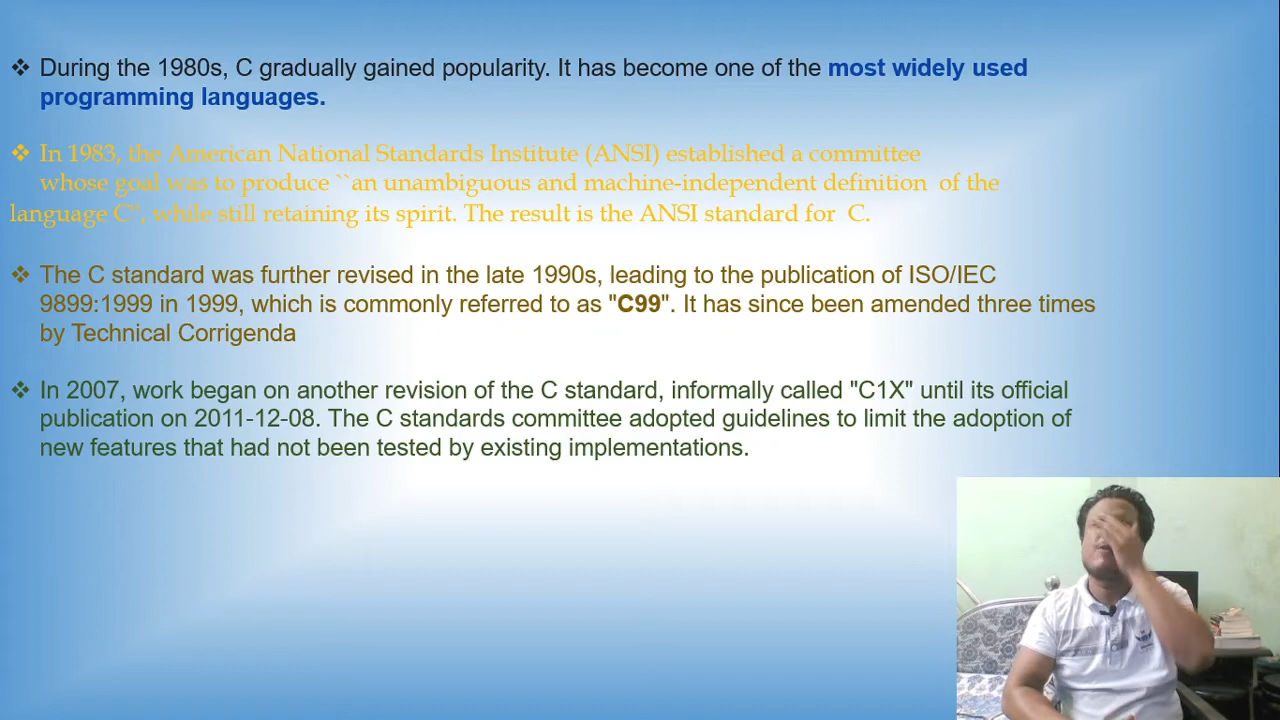 ❖ During the 1980s, C gradually gained popularity. It has become one of the most widely used
programming languages.
❖ In 1983, the American National Standards Institute (ANSI) established a committee
whose goal was to produce ``an unambiguous and machine-independent definition of the
language C'', while still retaining its spirit. The result is the ANSI standard for C.
❖ The C standard was further revised in the late 1990s, leading to the publication of ISO/IEC
9899:1999 in 1999, which is commonly referred to as "C99". It has since been amended three times
by Technical Corrigenda
❖ In 2007, work began on another revision of the C standard, informally called "C1X" until its official
publication on 2011-12-08. The C standards committee adopted guidelines to limit the adoption of
new features that had not been tested by existing implementations.